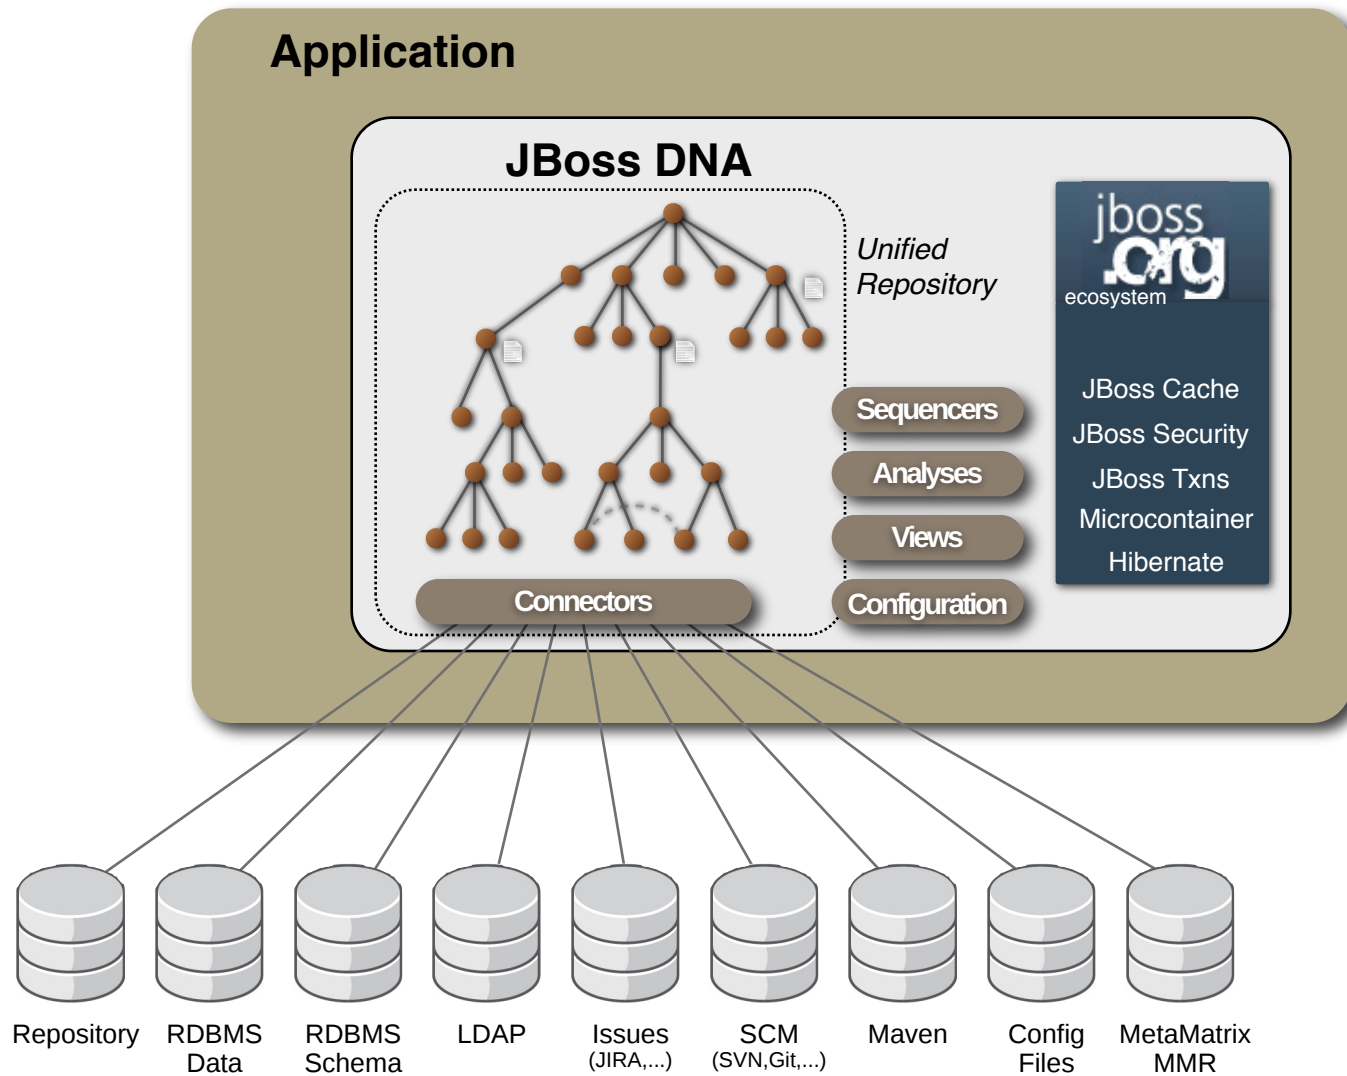 Application
JBoss DNA
Unified
Repository
jboss
.org
ecosystem
JBoss Cache
JBoss Security
JBoss Txns
Microcontainer
Hibernate
Sequencers
Analyses
Views
Configuration
Connectors
Repository
RDBMS
Data
RDBMS
Schema
LDAP
Issues
(JIRA,...)
SCM
(SVN,Git,...)
Maven
Config
Files
MetaMatrix
MMR